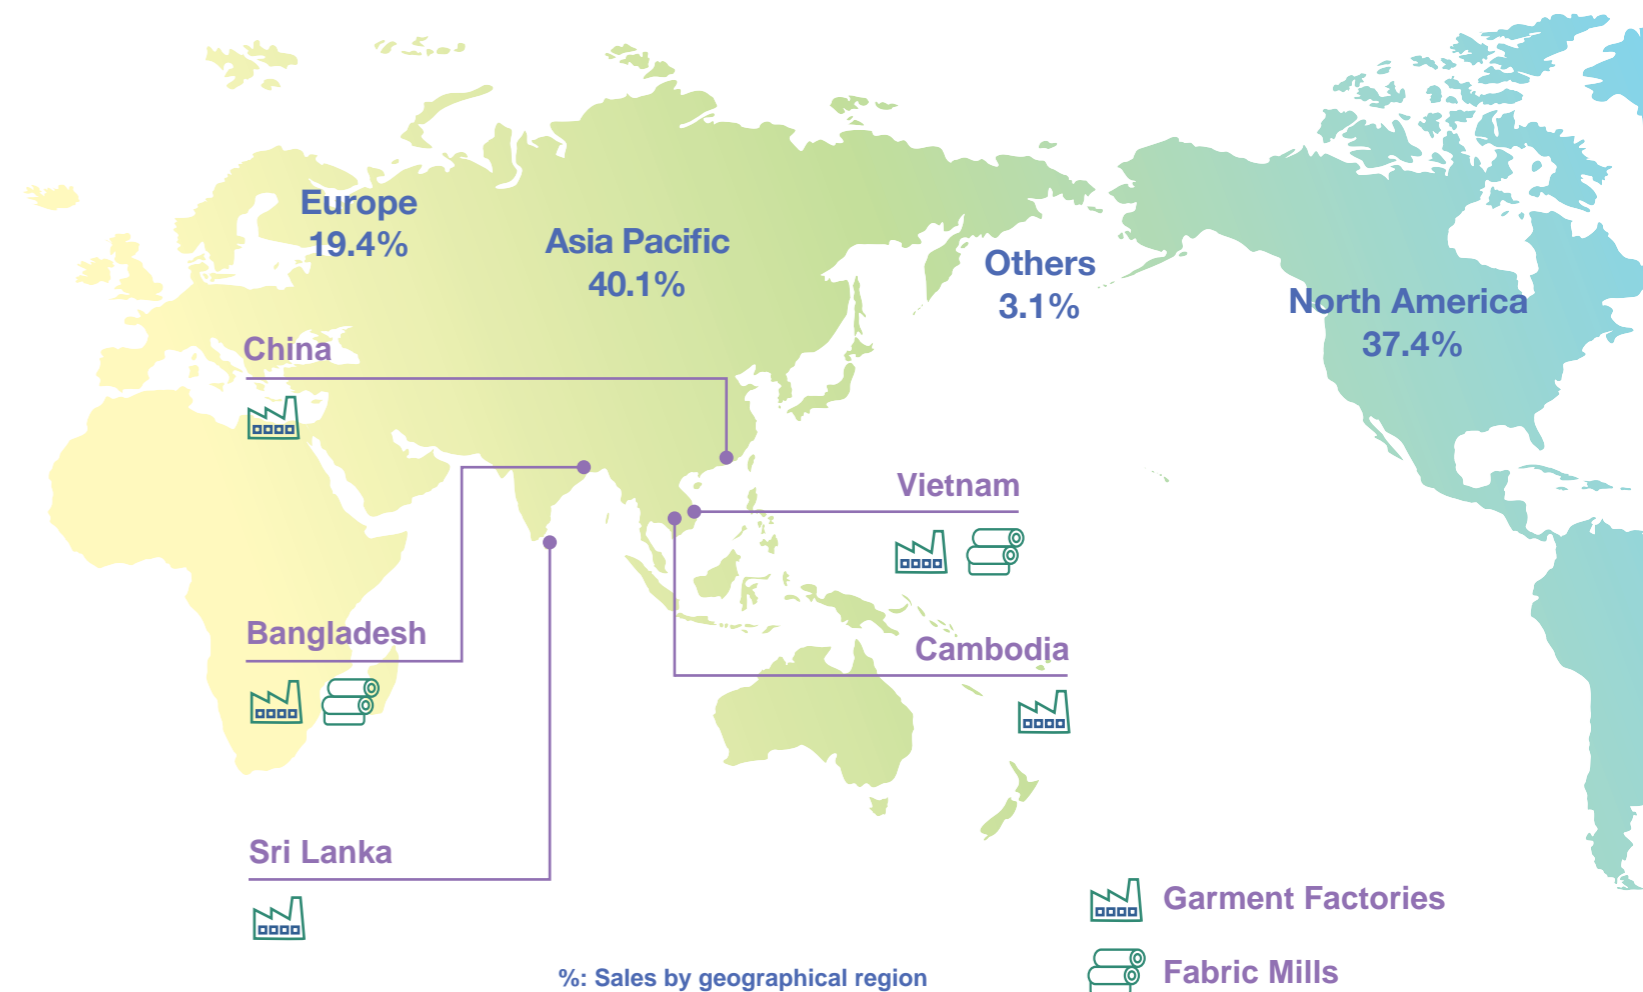 Europe
19.4%
Asia Pacific
40.1%
Others
3.1%
North America
37.4%
China
Vietnam
Bangladesh
Cambodia
Sri Lanka
Garment Factories
Fabric Mills
%: Sales by geographical region